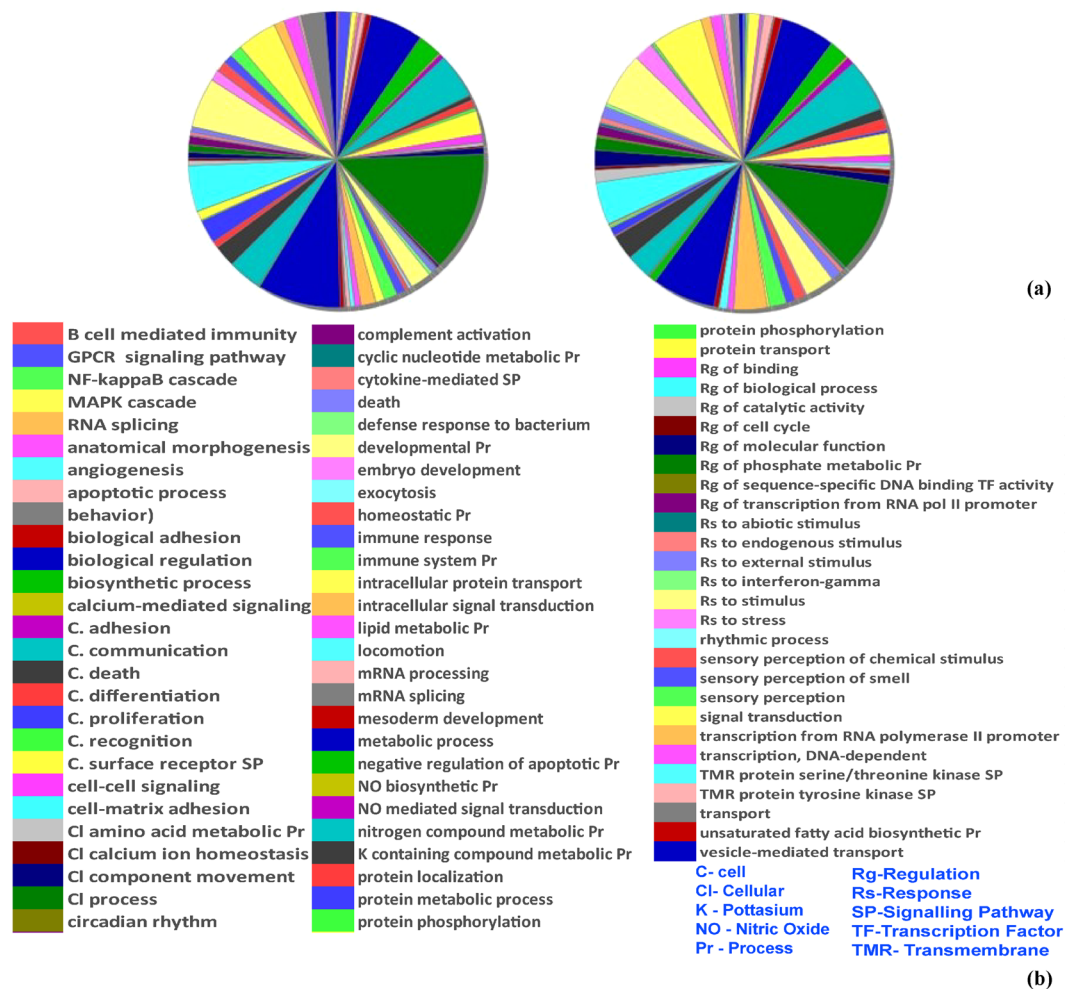 (a)
B cell mediated immunity
GPCR signaling pathway
NF-kappaB cascade
MAPK cascade
RNA splicing
anatomical morphogenesis
angiogenesis
apoptotic process
behavior)
biological adhesion
biological regulation
biosynthetic process
calcium-mediated signaling
C. adhesion
C. communication
C. death
C. differentiation
C. proliferation
C. recognition
C. surface receptor SP
cell-cell signaling
cell-matrix adhesion
Cl amino acid metabolic Pr
Cl calcium ion homeostasis
Cl component movement
Cl process
circadian rhythm
complement activation
cyclic nucleotide metabolic Pr
cytokine-mediated SP
death
defense response to bacterium
developmental Pr
embryo development
exocytosis
homeostatic Pr
immune response
immune system Pr
intracellular protein transport
intracellular signal transduction
lipid metabolic Pr
locomotion
mRNA processing
mRNA splicing
mesoderm development
metabolic process
negative regulation of apoptotic Pr
NO biosynthetic Pr
NO mediated signal transduction
nitrogen compound metabolic Pr
K containing compound metabolic Pr
protein localization
protein metabolic process
protein phosphorylation
protein phosphorylation
protein transport
Rg of binding
Rg of biological process
Rg of catalytic activity
Rg of cell cycle
Rg of molecular function
Rg of phosphate metabolic Pr
Rg of sequence-specific DNA binding TF activity
Rg of transcription from RNA pol II promoter
Rs to abiotic stimulus
Rs to endogenous stimulus
Rs to external stimulus
Rs to interferon-gamma
Rs to stimulus
Rs to stress
rhythmic process
sensory perception of chemical stimulus
sensory perception of smell
sensory perception
signal transduction
transcription from RNA polymerase II promoter
transcription, DNA-dependent
TMR protein serine/threonine kinase SP
TMR protein tyrosine kinase SP
transport
unsaturated fatty acid biosynthetic Pr
vesicle-mediated transport
C- cell
Cl- Cellular
K - Pottasium
NO - Nitric Oxide
Pr - Process
Rg-Regulation
Rs-Response
SP-Signalling Pathway
TF-Transcription Factor
TMR- Transmembrane
(b)